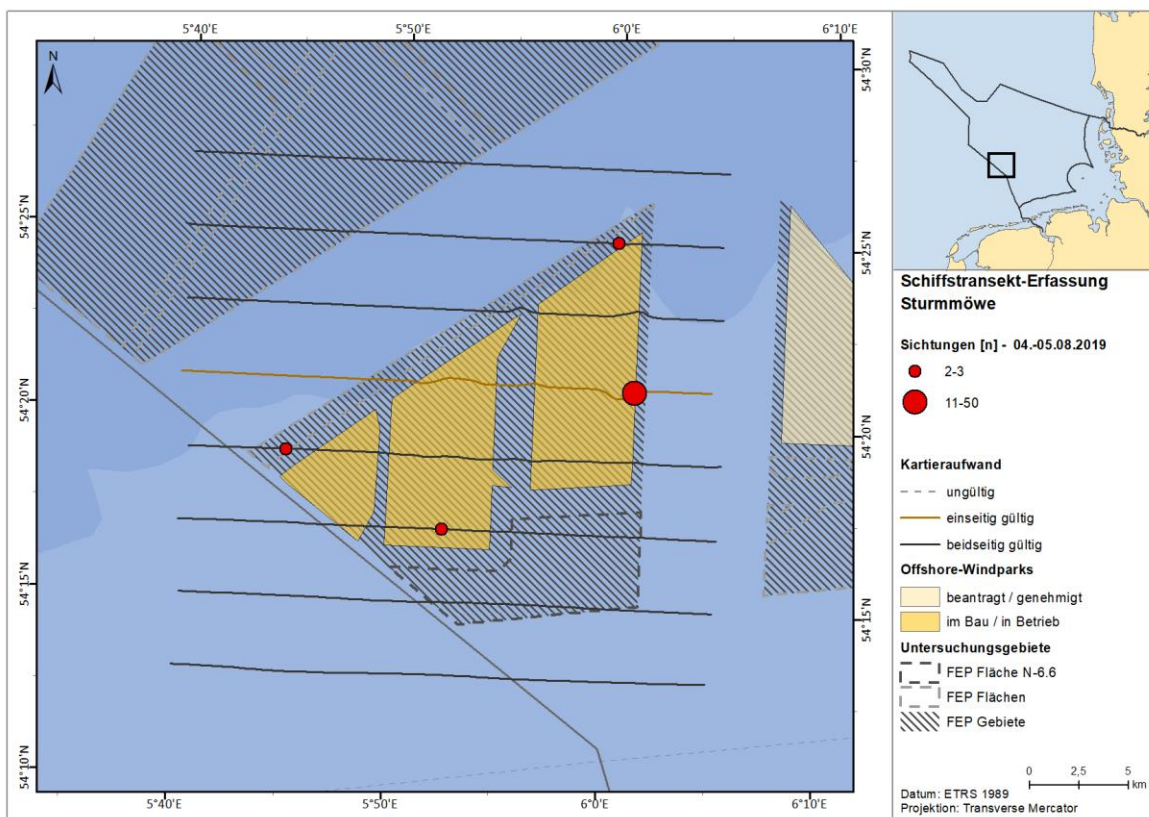 5°40'E 5°50'E 6°0'E 6°10'E
N
54°30'N
54°25'N
54°25'N
54°20'N
54°20'N
54°15'N
54°15'N
54°10'N
5°40'E 5°50'E 6°0'E 6°10'E
Schiffstransekt-Erfassung
Sturmmöwe
Sichtungen [n] - 04.-05.08.2019
2-3
11-50
Kartieraufwand
ungültig
einseitig gültig
beidseitig gültig
Offshore-Windparks
beantragt / genehmigt
im Bau / in Betrieb
Untersuchungsgebiete
FEP Fläche N-6.6
FEP Flächen
FEP Gebiete
0 2,5 5
km
Datum: ETRS 1989
Projektion: Transverse Mercator